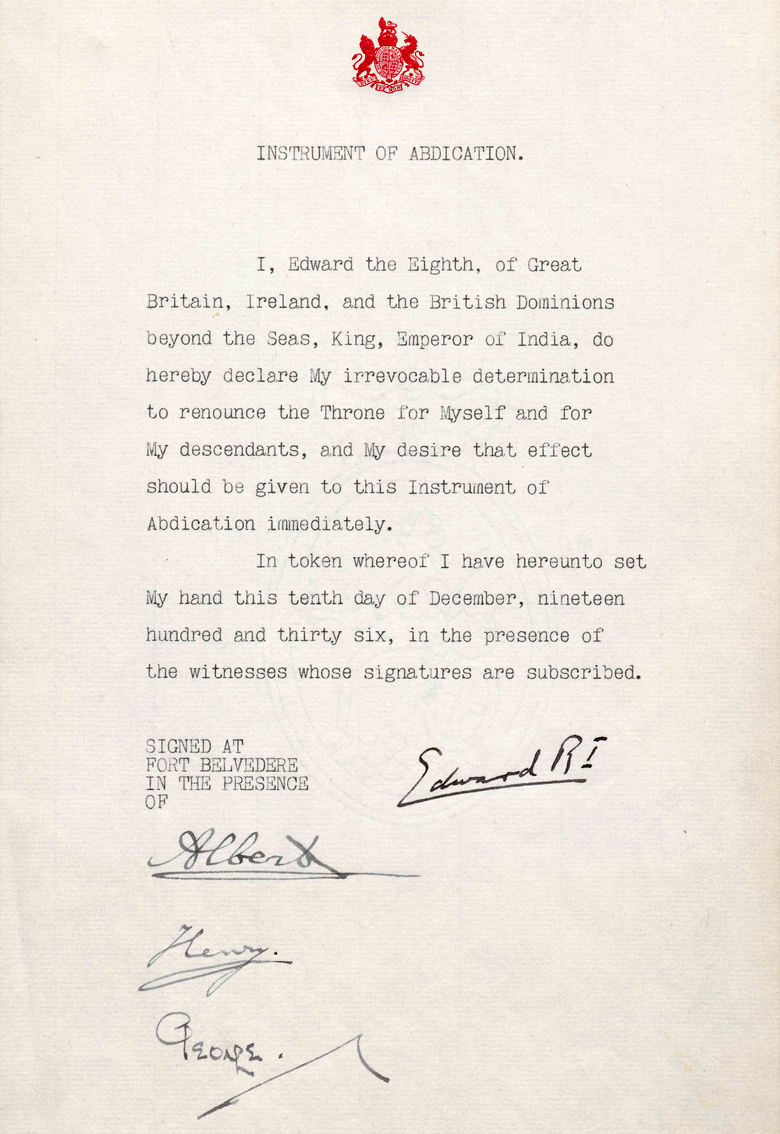 INSTRUMENT OF ABDICATION.
I, Edward the Eighth, of Great
Britain, Ireland, and the British Dominions
beyond the Seas, King, Emperor of India, do
hereby declare My irrevocable determination
to renounce the Throne for Myself and for
My descendants, and My desire that effect
should be given to this Instrument of
Abdication immediately.
In token whereof I have hereunto set
My hand this tenth day of December, nineteen
hundred and thirty six, in the presence of
the witnesses whose signatures are subscribed.
SIGNED AT
FORT BELVEDERE
IN THE PRESENCE
OF
Edward RI
Albert
Henry.
George.